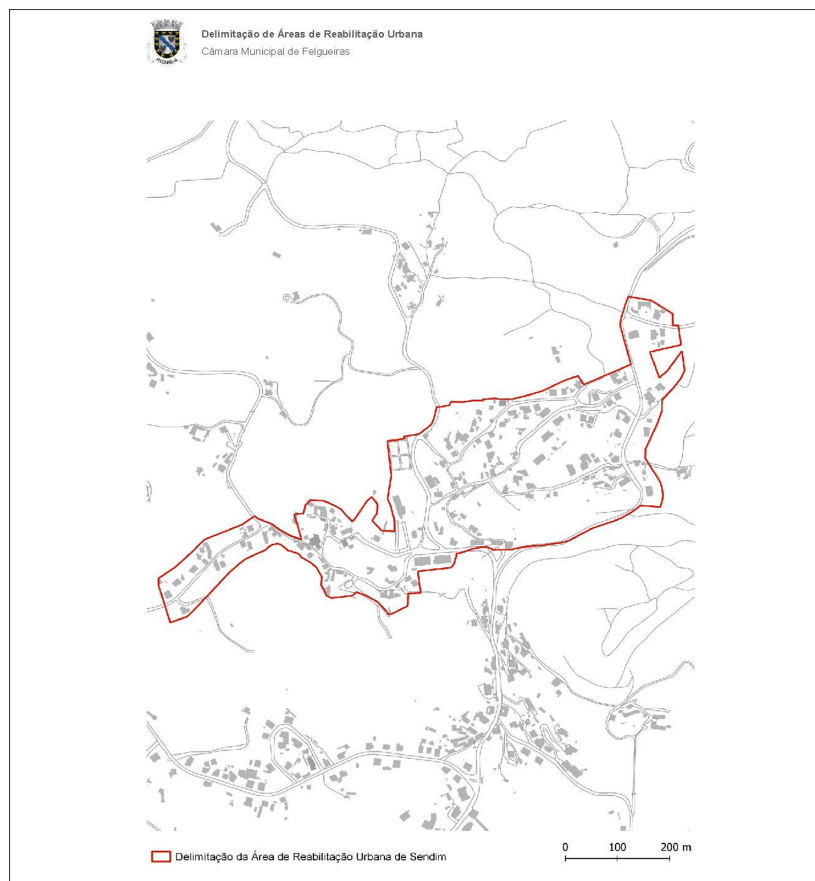 Delimitação de Áreas de Reabilitação Urbana
Câmara Municipal de Felgueiras
Delimitação da Área de Reabilitação Urbana de Sendim
0 100 200 m